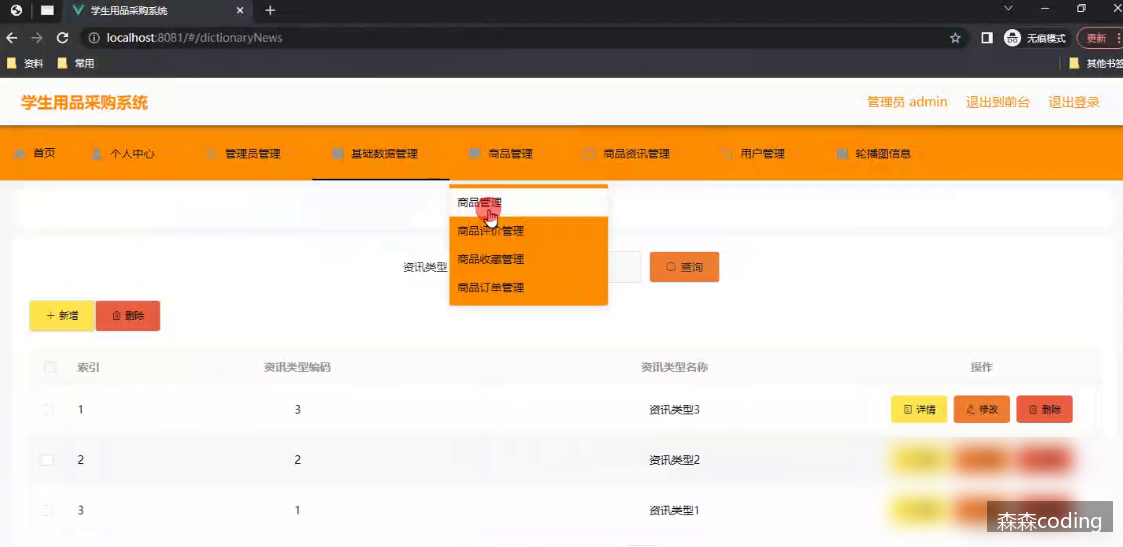 学生用品采购系统
localhost:8081/#/dictionaryNews
无痕模式
更新
资料
常用
其他书签
学生用品采购系统
管理员 admin
退出到前台
退出登录
首页
个人中心
管理员管理
基础数据管理
商品管理
商品资讯管理
用户管理
轮播图信息
商品管理
商品评价管理
商品收藏管理
商品订单管理
资讯类型
查询
新增
删除
索引
资讯类型编码
资讯类型名称
操作
1
3
资讯类型3
详情
修改
删除
2
2
资讯类型2
3
1
资讯类型1
森森coding